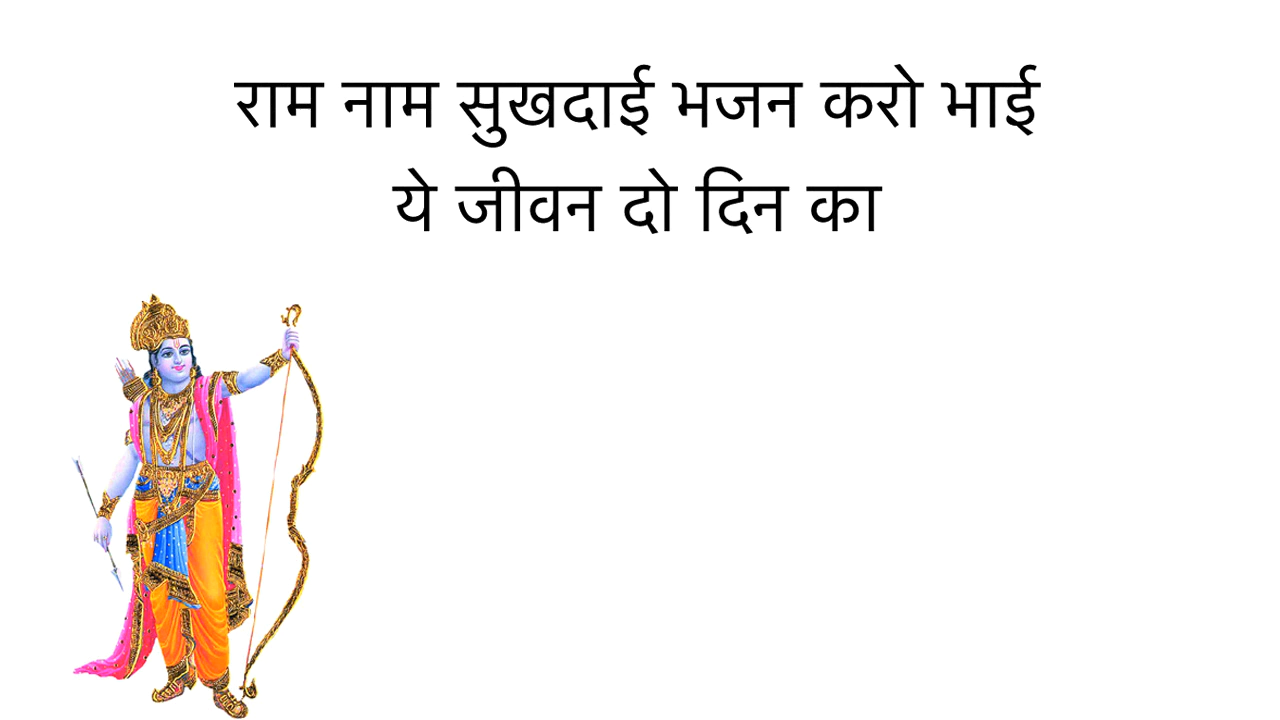 राम नाम सुखदाई भजन करो भाई
ये जीवन दो दिन का